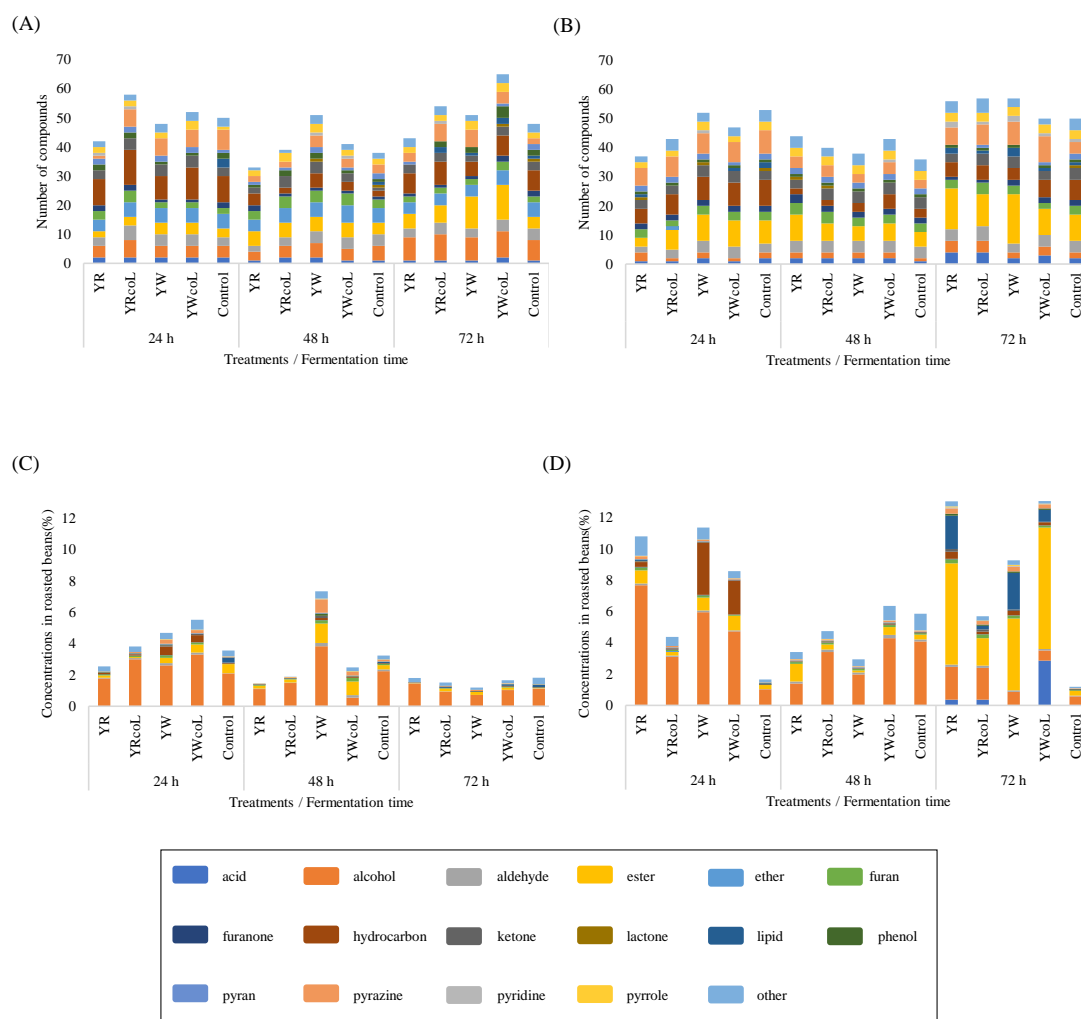 (A)
70
60
50
40
30
20
10
0
Number of compounds
YR YRcoL YW YWcoL Control YR YRcoL YW YWcoL Control YR YRcoL YW YWcoL Control
24 h 48 h 72 h
Treatments / Fermentation time
(B)
70
60
50
40
30
20
10
0
Number of compounds
YR YRcoL YW YWcoL Control YR YRcoL YW YWcoL Control YR YRcoL YW YWcoL Control
24 h 48 h 72 h
Treatments / Fermentation time
(C)
12
10
8
6
4
2
0
Concentrations in roasted beans(%)
YR YRcoL YW YWcoL Control YR YRcoL YW YWcoL Control YR YRcoL YW YWcoL Control
24 h 48 h 72 h
Treatments / Fermentation time
(D)
12
10
8
6
4
2
0
Concentrations in roasted beans(%)
YR YRcoL YW YWcoL Control YR YRcoL YW YWcoL Control YR YRcoL YW YWcoL Control
24 h 48 h 72 h
Treatments / Fermentation time
acid alcohol aldehyde ester ether furan
furanone hydrocarbon ketone lactone lipid phenol
pyran pyrazine pyridine pyrrole other